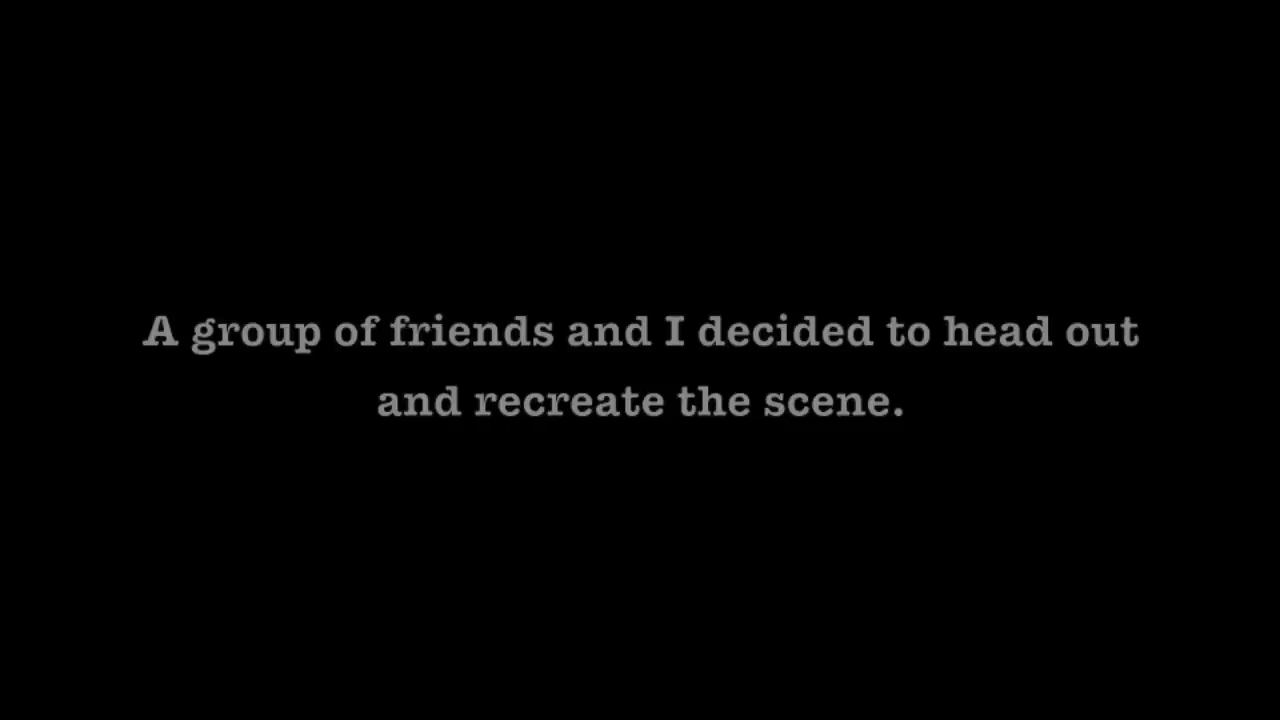 A group of friends and I decided to head out
and recreate the scene.